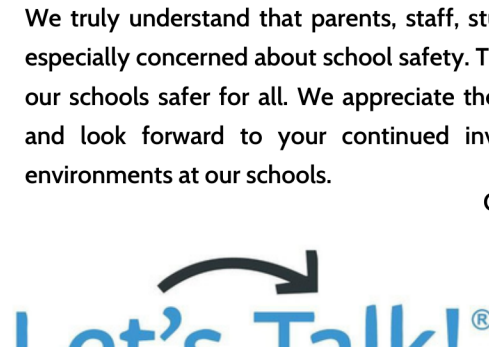 We truly understand that parents, staff,
especially concerned about school safety.
our schools safer for all. We appreciate
and look forward to your continued
environments at our schools.
Let's Talk!®